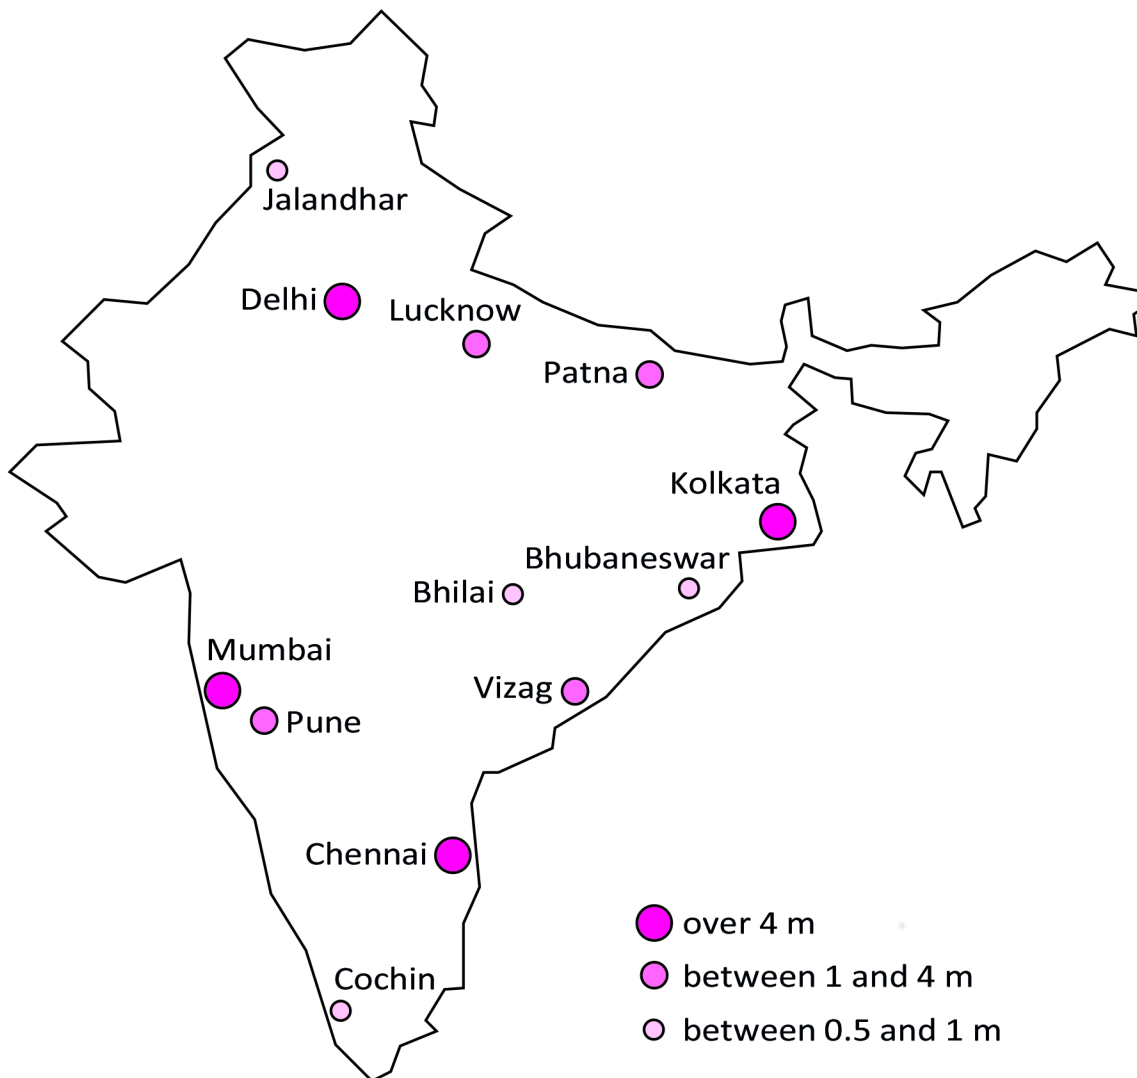 Jalandhar
Delhi
Lucknow
Patna
Kolkata
Bhubaneswar
Bhilai
Mumbai
Vizag
Pune
Chennai
over 4 m
between 1 and 4 m
Cochin
between 0.5 and 1 m